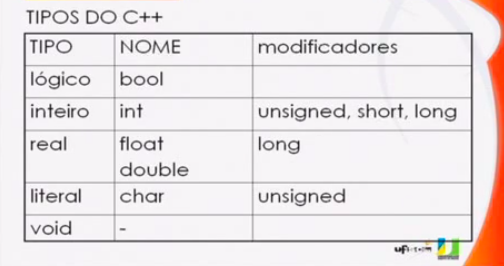 TIPOS DO C++
TIPO NOME modificadores
lógico bool
inteiro int unsigned, short, long
real float long
double
literal char unsigned
void -